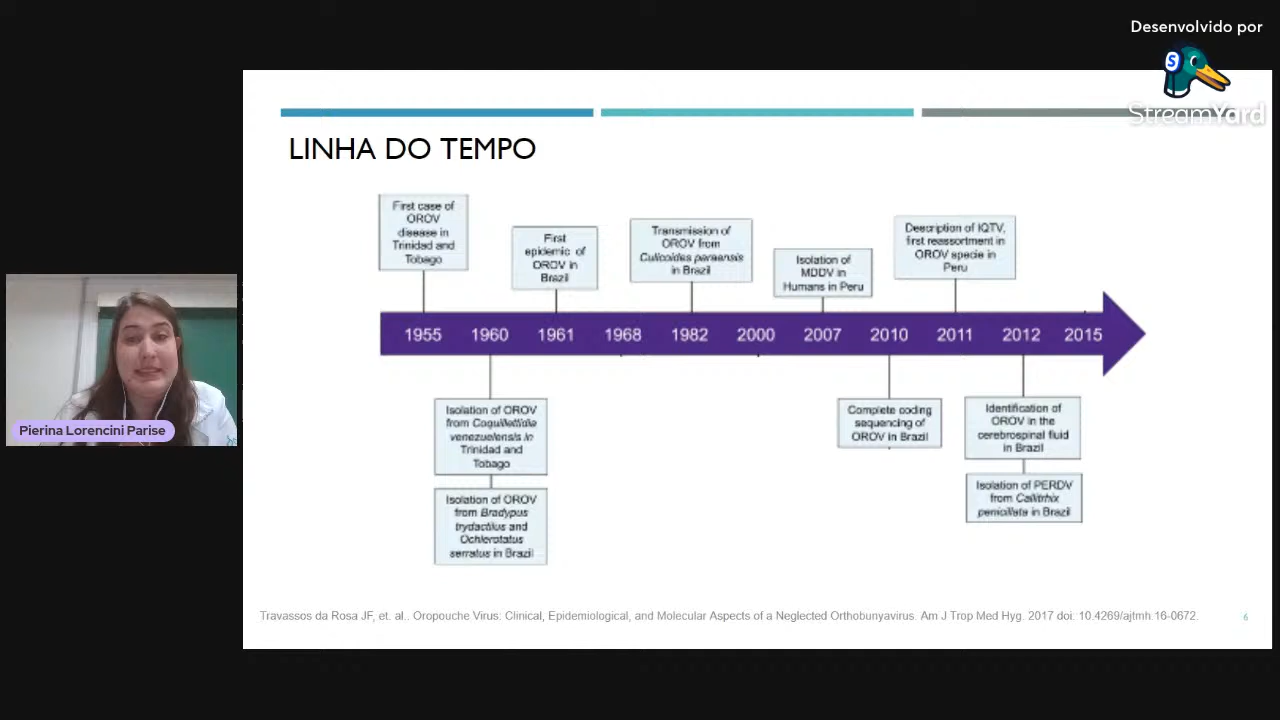 Desenvolvido por
S
StreamYard
LINHA DO TEMPO
First case of
OROV
disease in
Trinidad and
Tobago
First
epidemic of
OROV in
Brazil
Transmission of
OROV from
Culicoides paraensis
in Brazil
Isolation of
MDDV in
Humans in Peru
Description of IQTV,
first reassortment in
OROV specie in
Peru
1955 1960 1961 1968 1982 2000 2007 2010 2011 2012 2015
Isolation of OROV
from Coquillettidia
venezuelensis in
Trinidad and
Tobago
Isolation of OROV
from Bradypus
trydactilus and
Ochlerotatus
serratus in Brazil
Complete coding
sequencing of
OROV in Brazil
Identification of
OROV in the
cerebrospinal fluid
in Brazil
Isolation of PERDV
from Callithrix
penicillata in Brazil
Pierina Lorencini Parise
Travassos da Rosa JF, et. al.. Oropouche Virus: Clinical, Epidemiological, and Molecular Aspects of a Neglected Orthobunyavirus. Am J Trop Med Hyg. 2017 doi: 10.4269/ajtmh.16-0672.
6